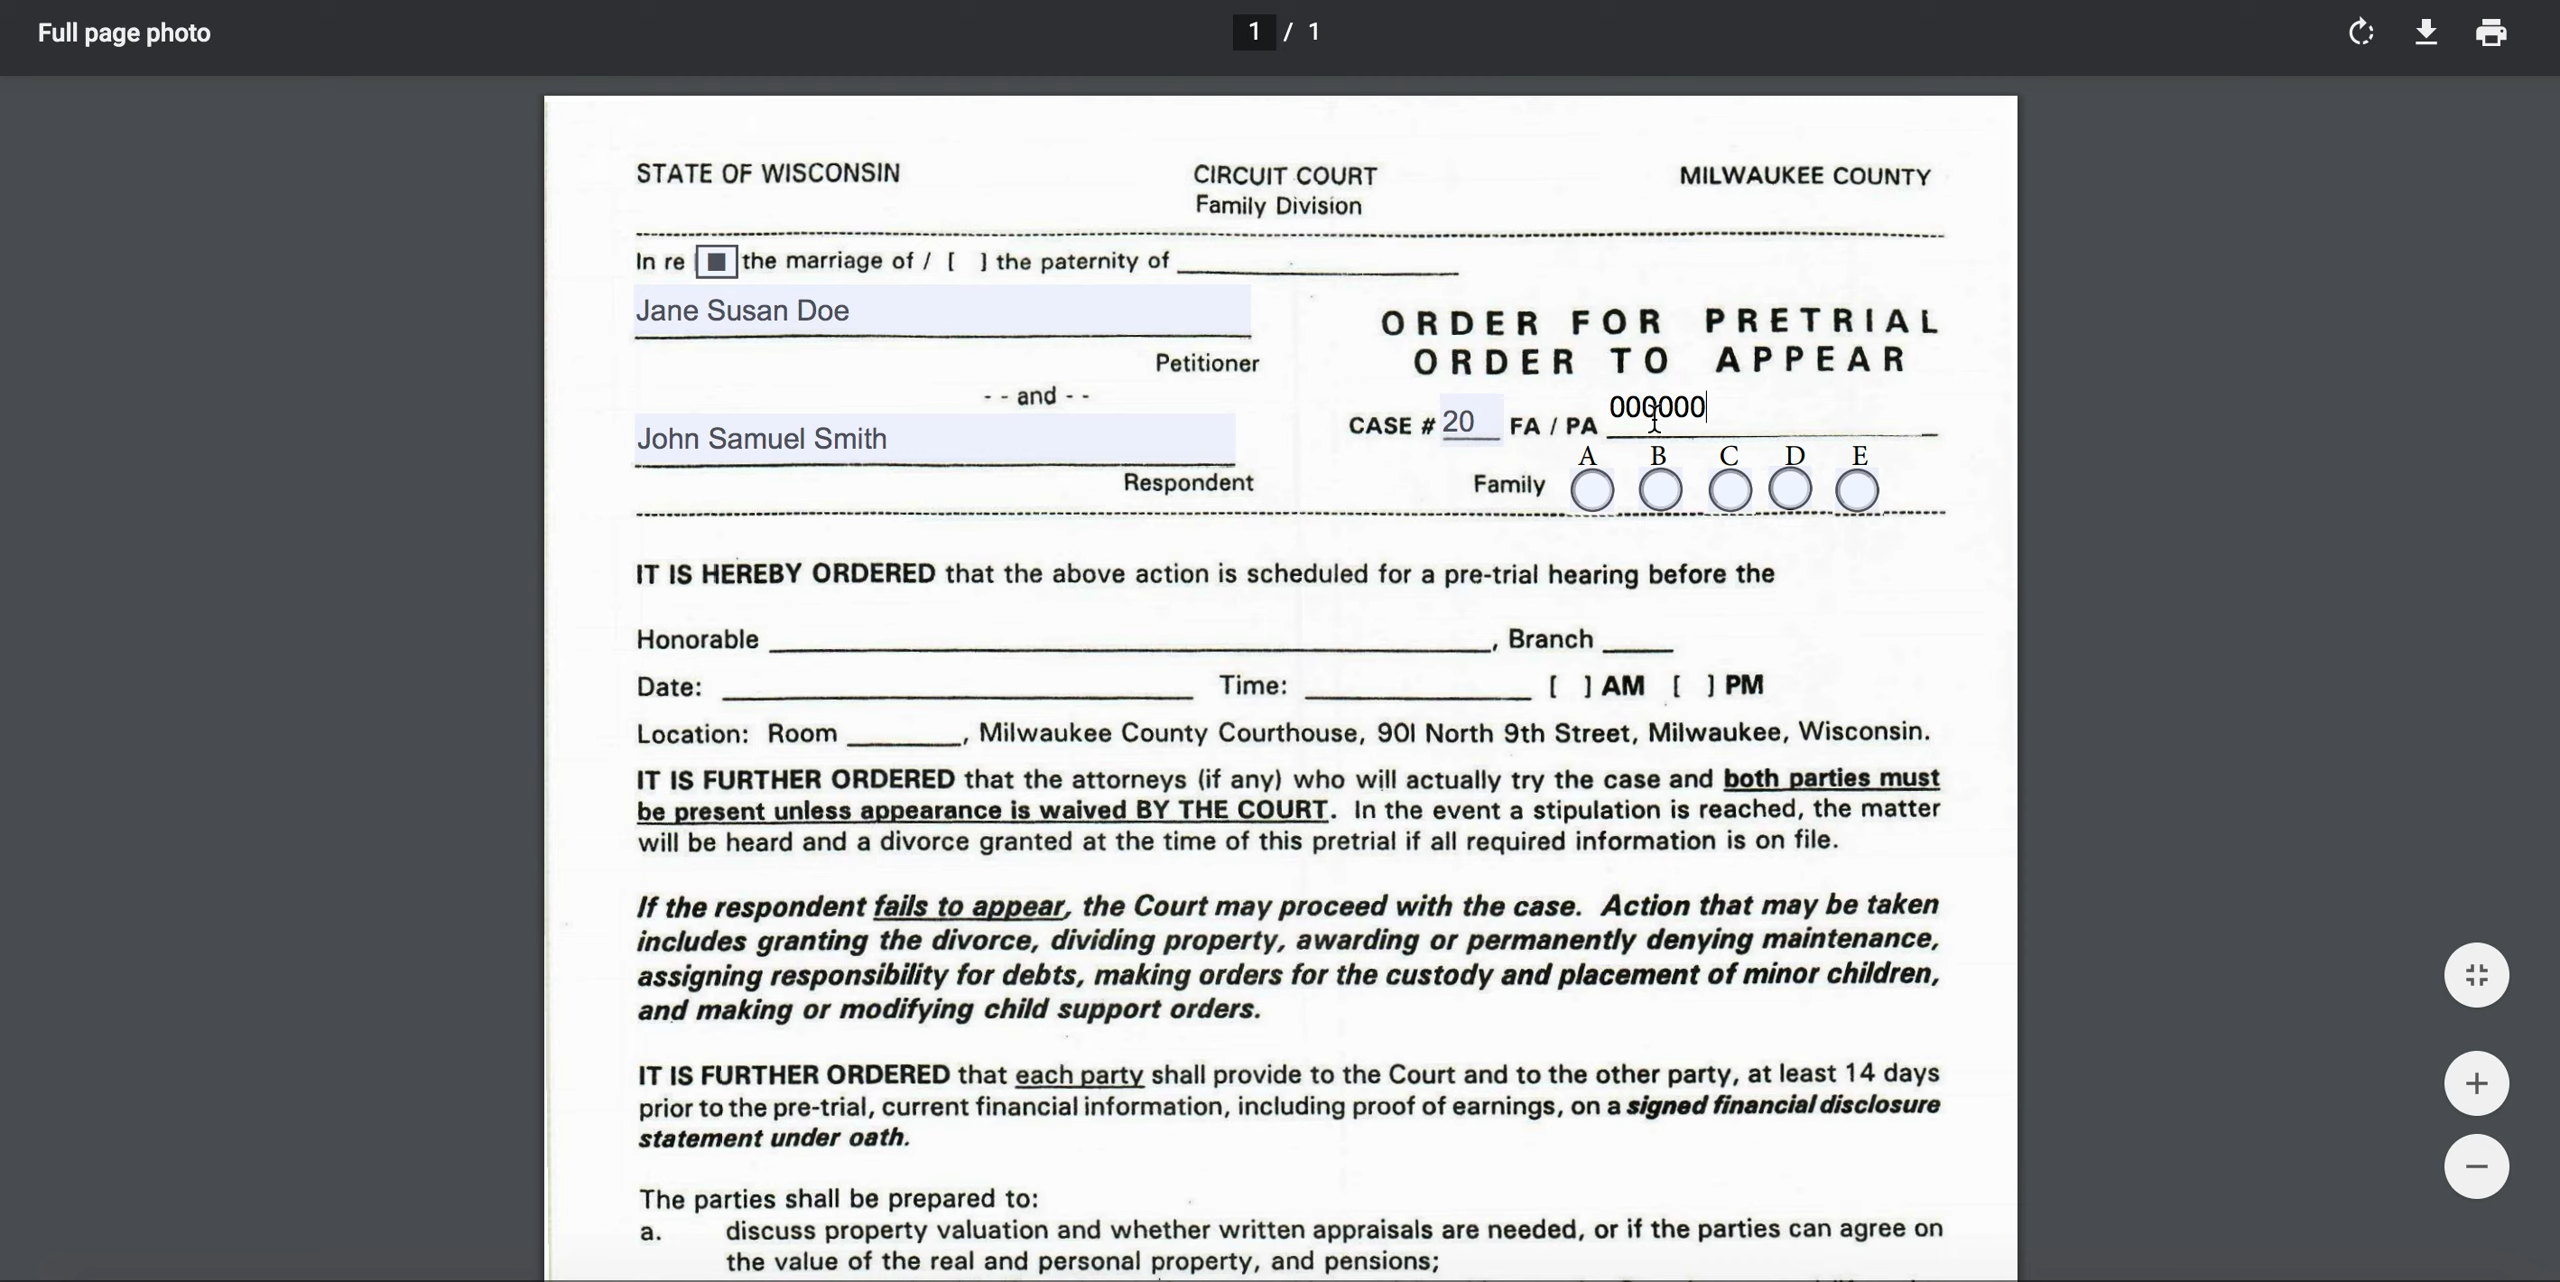 Full page photo
1 / 1
STATE OF WISCONSIN CIRCUIT COURT MILWAUKEE COUNTY
Family Division
In re [■] the marriage of / [ ] the paternity of ____
Jane Susan Doe
ORDER FOR PRETRIAL
Petitioner
ORDER TO APPEAR
- - and - -
CASE # 20 FA / PA 000000
John Samuel Smith
A B C D E
Respondent Family
IT IS HEREBY ORDERED that the above action is scheduled for a pre-trial hearing before the
Honorable ____, Branch ____
Date: ____ Time: ____ [ ] AM [ ] PM
Location: Room ____, Milwaukee County Courthouse, 901 North 9th Street, Milwaukee, Wisconsin.
IT IS FURTHER ORDERED that the attorneys (if any) who will actually try the case and both parties must
be present unless appearance is waived BY THE COURT. In the event a stipulation is reached, the matter
will be heard and a divorce granted at the time of this pretrial if all required information is on file.
If the respondent fails to appear, the Court may proceed with the case. Action that may be taken
includes granting the divorce, dividing property, awarding or permanently denying maintenance,
assigning responsibility for debts, making orders for the custody and placement of minor children,
and making or modifying child support orders.
IT IS FURTHER ORDERED that each party shall provide to the Court and to the other party, at least 14 days
prior to the pre-trial, current financial information, including proof of earnings, on a signed financial disclosure
statement under oath.
The parties shall be prepared to:
a. discuss property valuation and whether written appraisals are needed, or if the parties can agree on
the value of the real and personal property, and pensions;